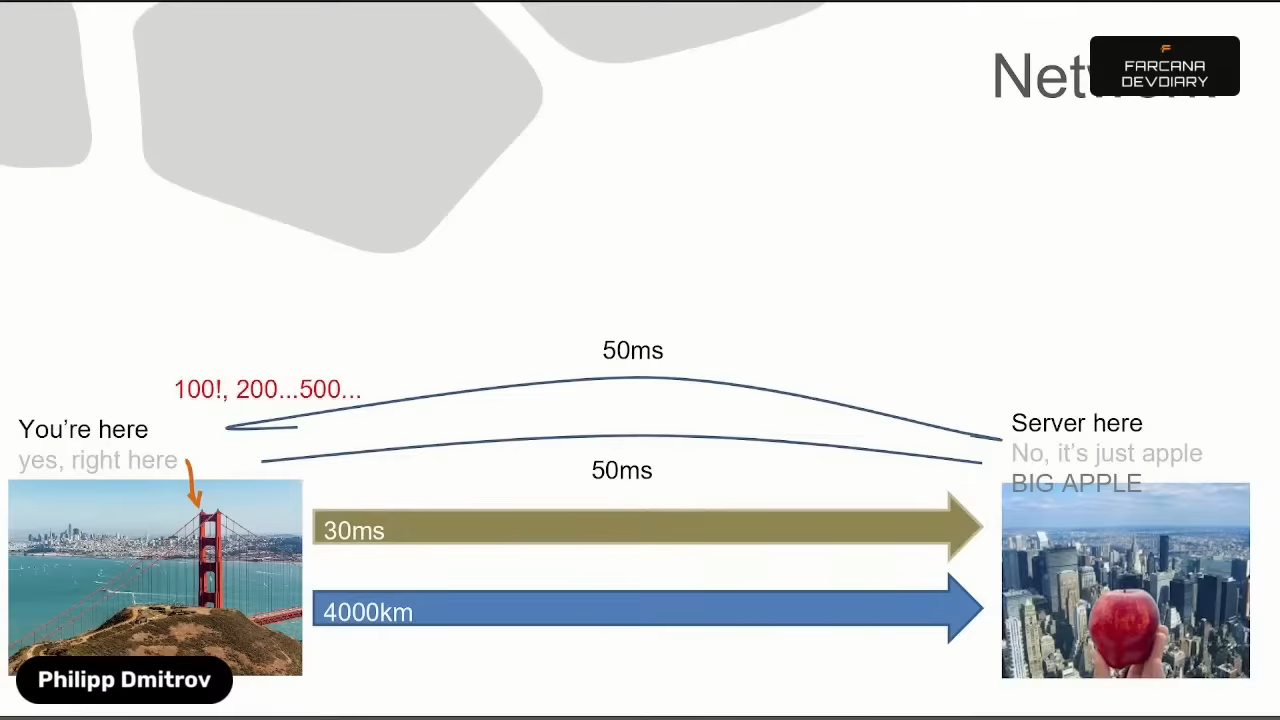 FARCANA
DEVDIARY
50ms
100!, 200...500...
You're here
yes, right here
Server here
No, it's just apple
BIG APPLE
50ms
30ms
4000km
Philipp Dmitrov